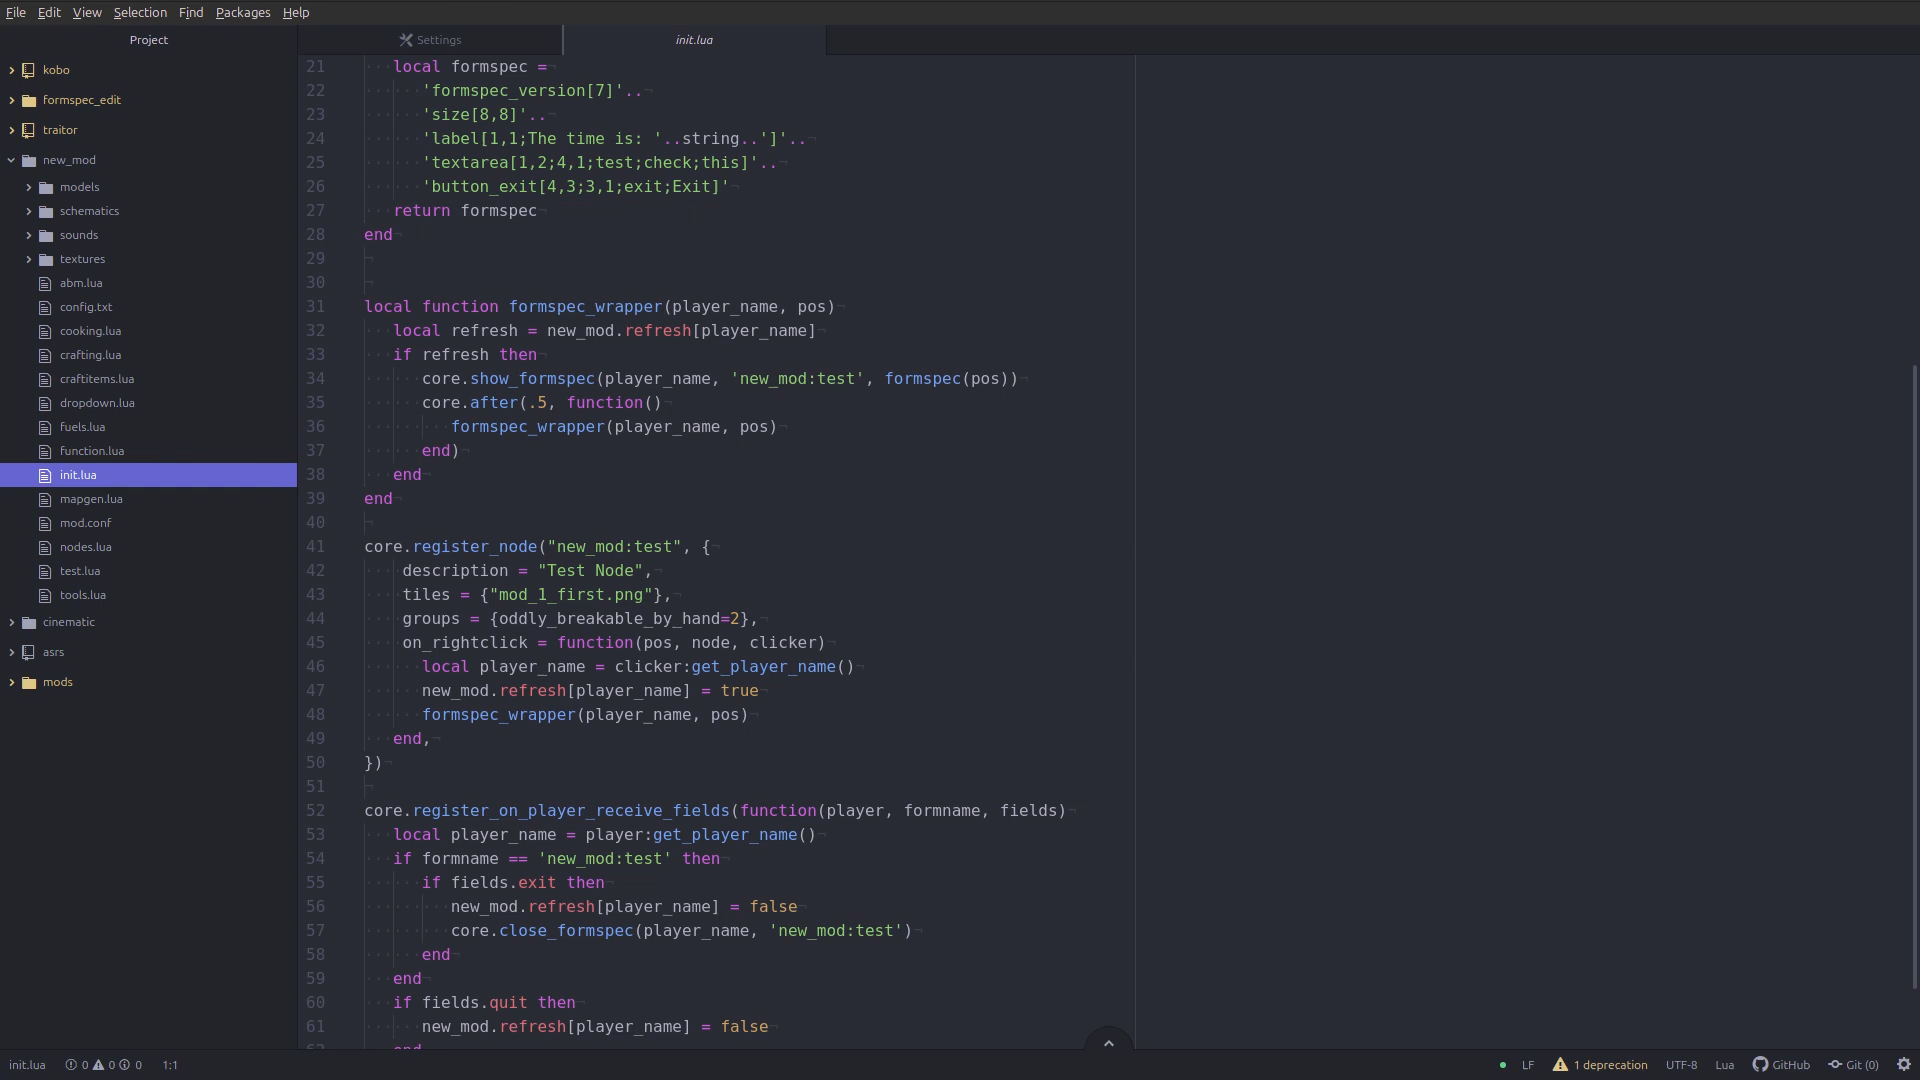 File Edit View Selection Find Packages Help
Project
kobo
formspec_edit
traitor
new_mod
models
schematics
sounds
textures
abm.lua
config.txt
cooking.lua
crafting.lua
craftitems.lua
dropdown.lua
fuels.lua
function.lua
init.lua
mapgen.lua
mod.conf
nodes.lua
test.lua
tools.lua
cinematic
asrs
mods
Settings
init.lua
21 local formspec =
22 'formspec_version[7]'..
23 'size[8,8]'..
24 'label[1,1;The time is: '..string..']'..
25 'textarea[1,2;4,1;test;check;this]'..
26 'button_exit[4,3;3,1;exit;Exit]'
27 return formspec
28 end
29
30
31 local function formspec_wrapper(player_name, pos)
32 local refresh = new_mod.refresh[player_name]
33 if refresh then
34 core.show_formspec(player_name, 'new_mod:test', formspec(pos))
35 core.after(.5, function()
36 formspec_wrapper(player_name, pos)
37 end)
38 end
39 end
40
41 core.register_node("new_mod:test", {
42 description = "Test Node",
43 tiles = {"mod_1_first.png"},
44 groups = {oddly_breakable_by_hand=2},
45 on_rightclick = function(pos, node, clicker)
46 local player_name = clicker:get_player_name()
47 new_mod.refresh[player_name] = true
48 formspec_wrapper(player_name, pos)
49 end,
50 })
51
52 core.register_on_player_receive_fields(function(player, formname, fields)
53 local player_name = player:get_player_name()
54 if formname == 'new_mod:test' then
55 if fields.exit then
56 new_mod.refresh[player_name] = false
57 core.close_formspec(player_name, 'new_mod:test')
58 end
59 end
60 if fields.quit then
61 new_mod.refresh[player_name] = false
62 end
init.lua 0 0 0 1:1 LF 1 deprecation UTF-8 Lua GitHub Git (0)